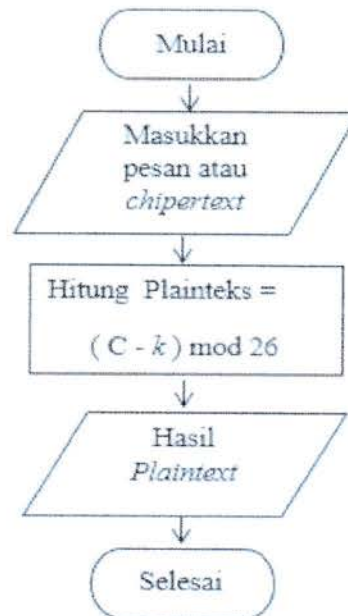 Mulai
Masukkan
pesan atau
chipertext
Hitung Plainteks =
( C - k ) mod 26
Hasil
Plaintext
Selesai